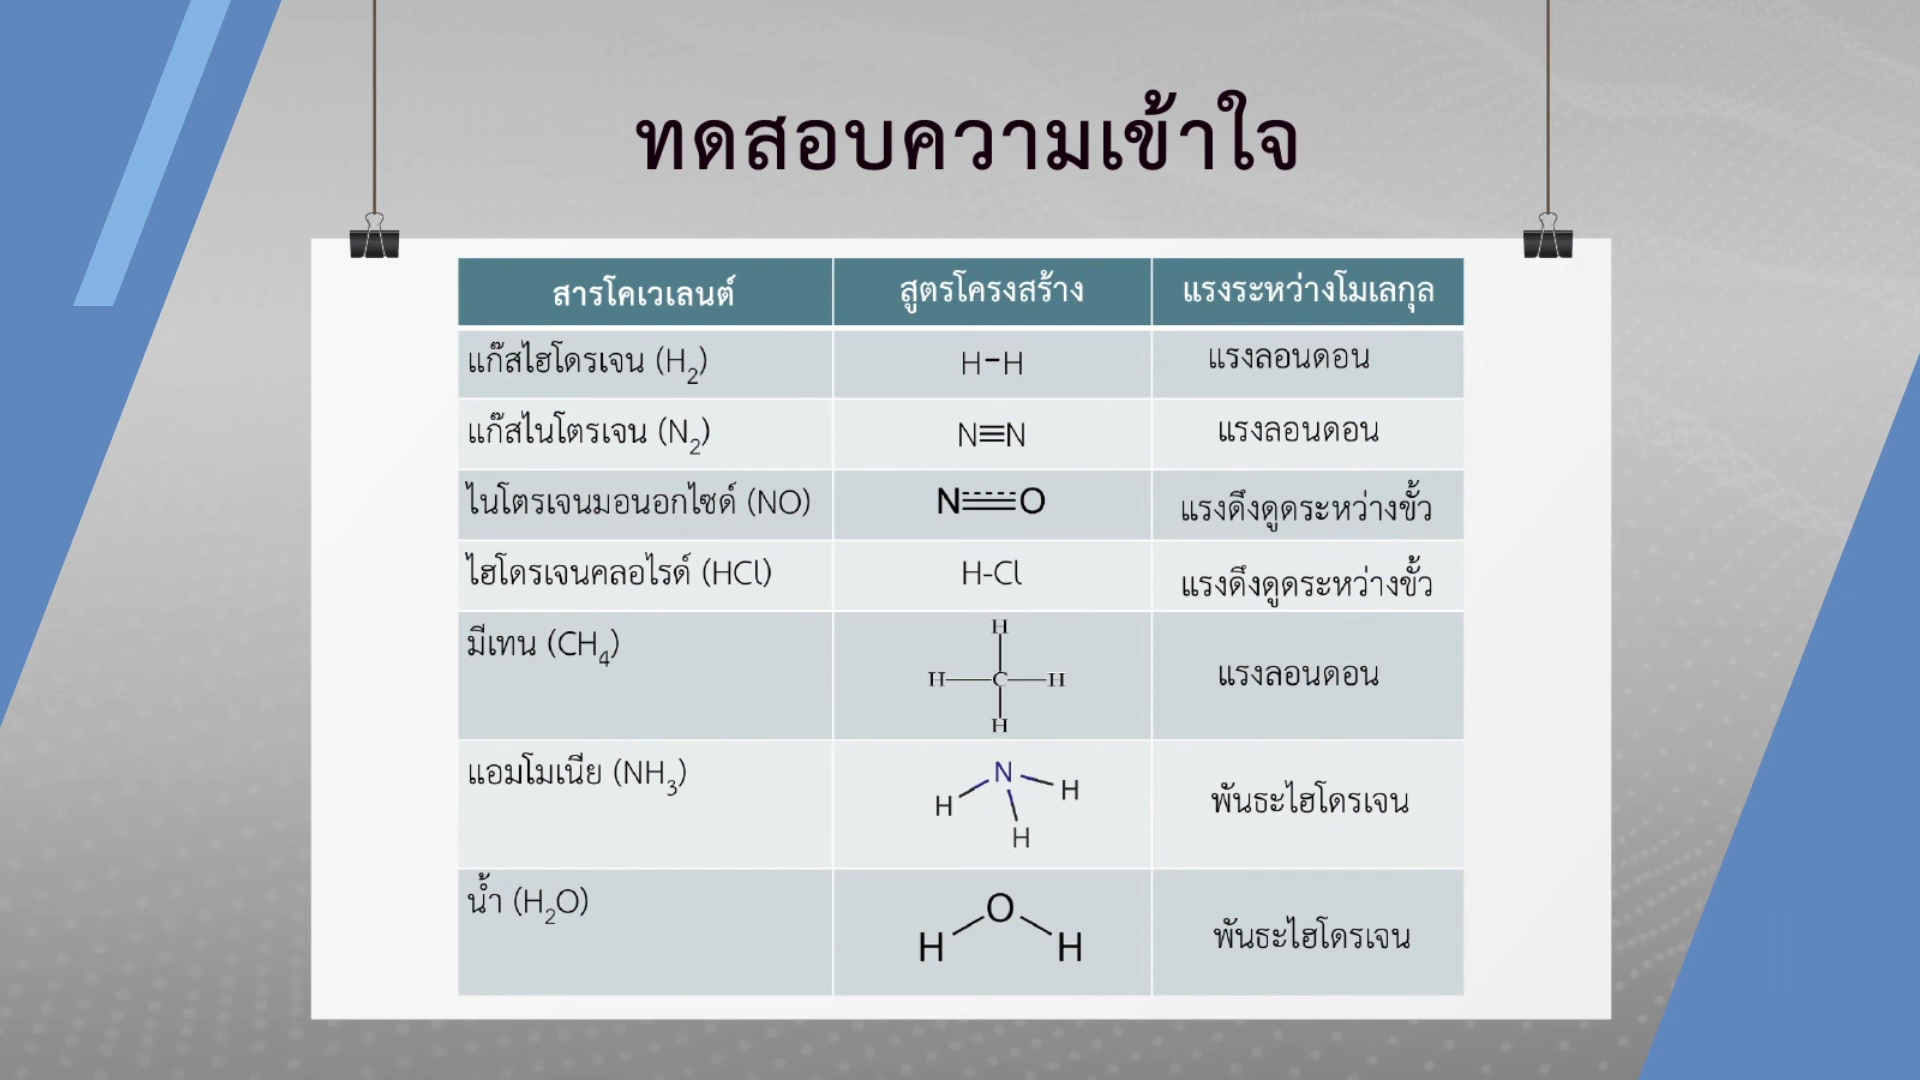 ทดสอบความเข้าใจ
สารโคเวเลนต์ สูตรโครงสร้าง แรงระหว่างโมเลกุล
แก๊สไฮโดรเจน (H2) H-H แรงลอนดอน
แก๊สไนโตรเจน (N2) N≡N แรงลอนดอน
ไนโตรเจนมอนอกไซด์ (NO) N O แรงดึงดูดระหว่างขั้ว
ไฮโดรเจนคลอไรด์ (HCl) H-Cl แรงดึงดูดระหว่างขั้ว
มีเทน (CH4) แรงลอนดอน
H
H C H
H
แอมโมเนีย (NH3) พันธะไฮโดรเจน
N
H H
H
น้ำ (H2O) พันธะไฮโดรเจน
O
H H